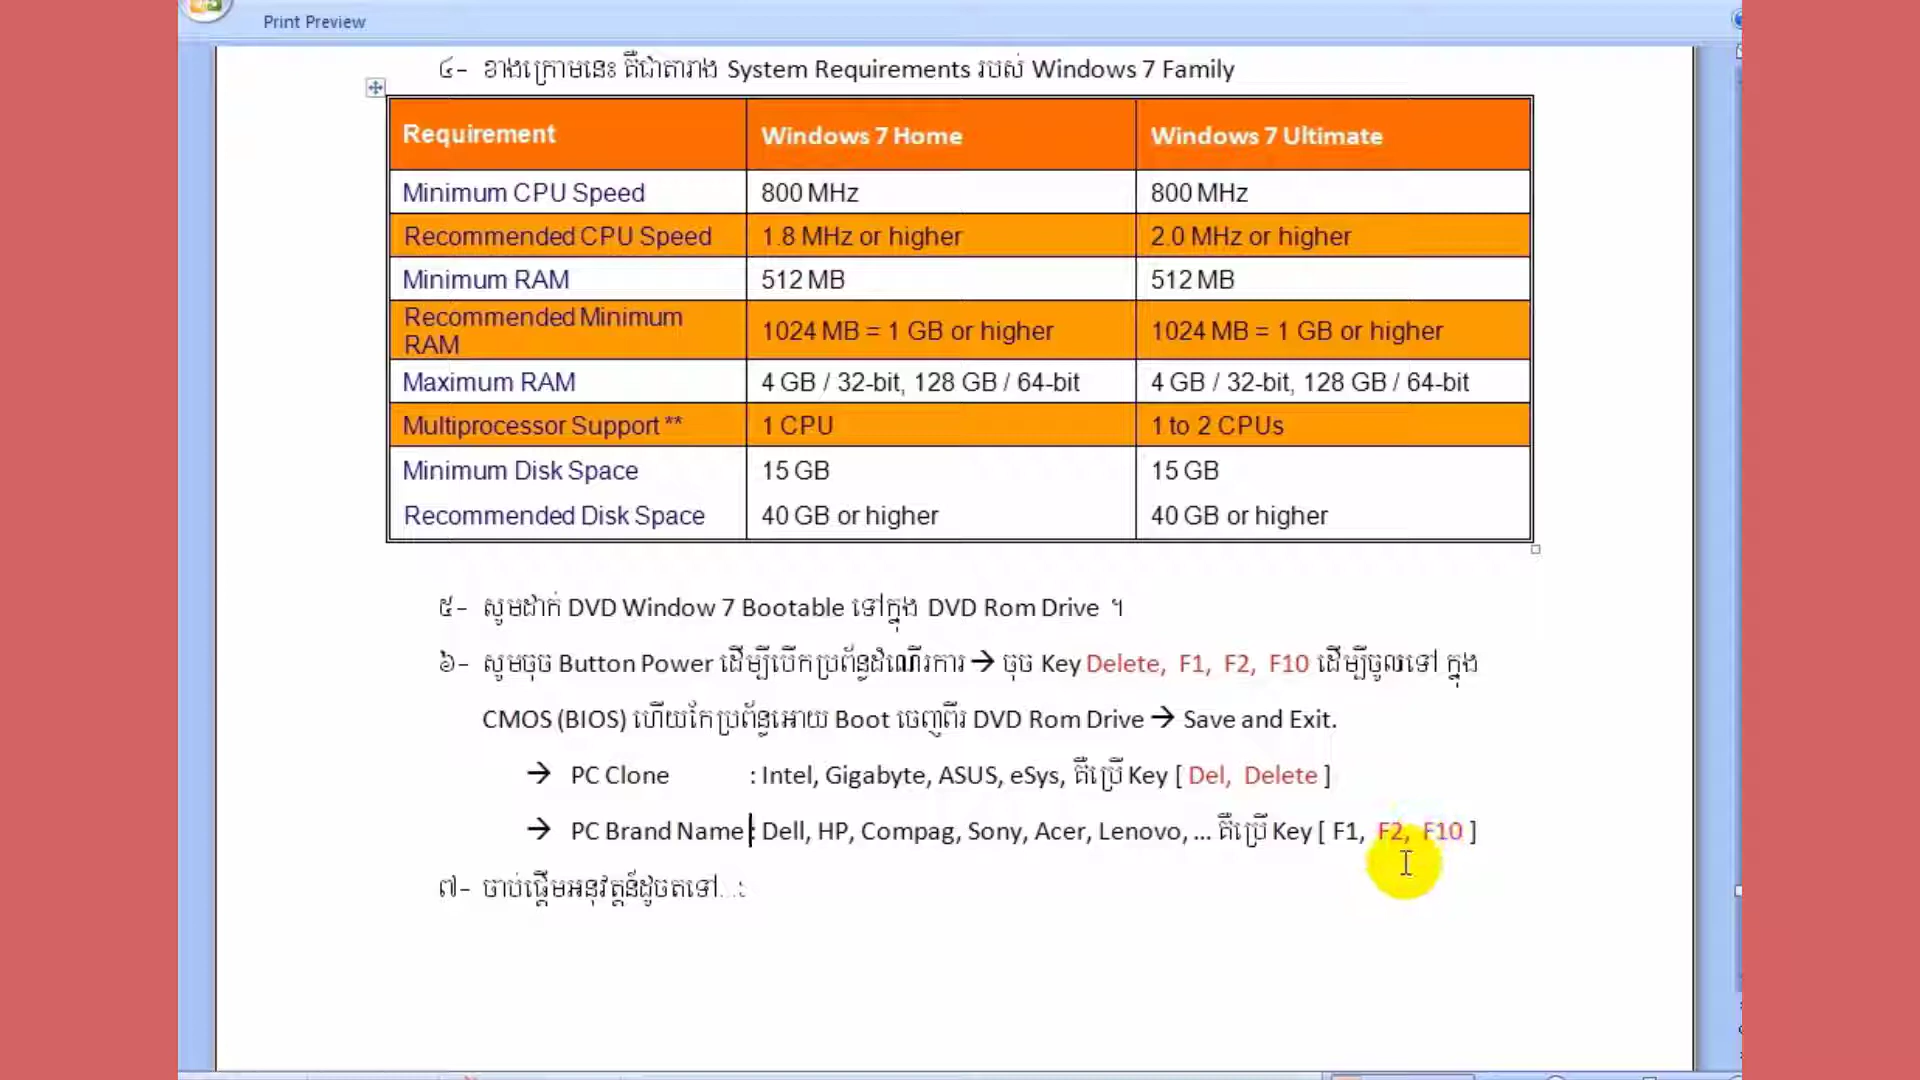 Print Preview
៤- ខាងក្រោមនេះ គឺជាតារាង System Requirements របស់ Windows 7 Family
Requirement Windows 7 Home Windows 7 Ultimate
Minimum CPU Speed 800 MHz 800 MHz
Recommended CPU Speed 1.8 MHz or higher 2.0 MHz or higher
Minimum RAM 512 MB 512 MB
Recommended Minimum RAM 1024 MB = 1 GB or higher 1024 MB = 1 GB or higher
Maximum RAM 4 GB / 32-bit, 128 GB / 64-bit 4 GB / 32-bit, 128 GB / 64-bit
Multiprocessor Support ** 1 CPU 1 to 2 CPUs
Minimum Disk Space 15 GB 15 GB
Recommended Disk Space 40 GB or higher 40 GB or higher
៥- សូមដាក់ DVD Window 7 Bootable ទៅក្នុង DVD Rom Drive ។
៦- សូមចុច Button Power ដើម្បីបើកប្រព័ន្ធដំណើរការ → ចុច Key Delete, F1, F2, F10 ដើម្បីចូលទៅ ក្នុង
CMOS (BIOS) ហើយកែប្រព័ន្ធអោយ Boot ចេញពីរ DVD Rom Drive → Save and Exit.
→ PC Clone : Intel, Gigabyte, ASUS, eSys, គឺប្រើ Key [ Del, Delete ]
→ PC Brand Name : Dell, HP, Compag, Sony, Acer, Lenovo, ... គឺប្រើ Key [ F1, F2, F10 ]
៧- ចាប់ផ្តើមអនុវត្តន៍ដូចតទៅ...: